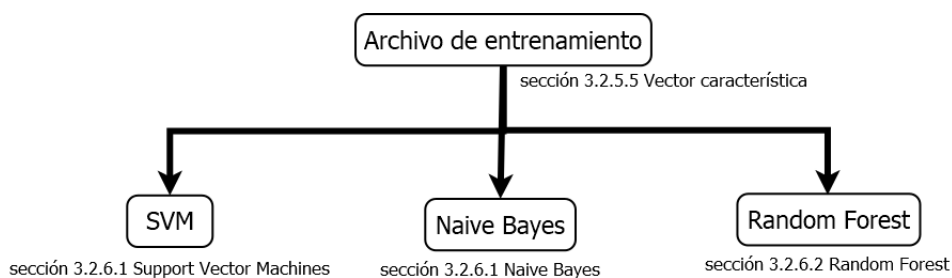 Archivo de entrenamiento
sección 3.2.5.5 Vector característica
SVM
Naive Bayes
Random Forest
sección 3.2.6.1 Support Vector Machines
sección 3.2.6.1 Naive Bayes
sección 3.2.6.2 Random Forest